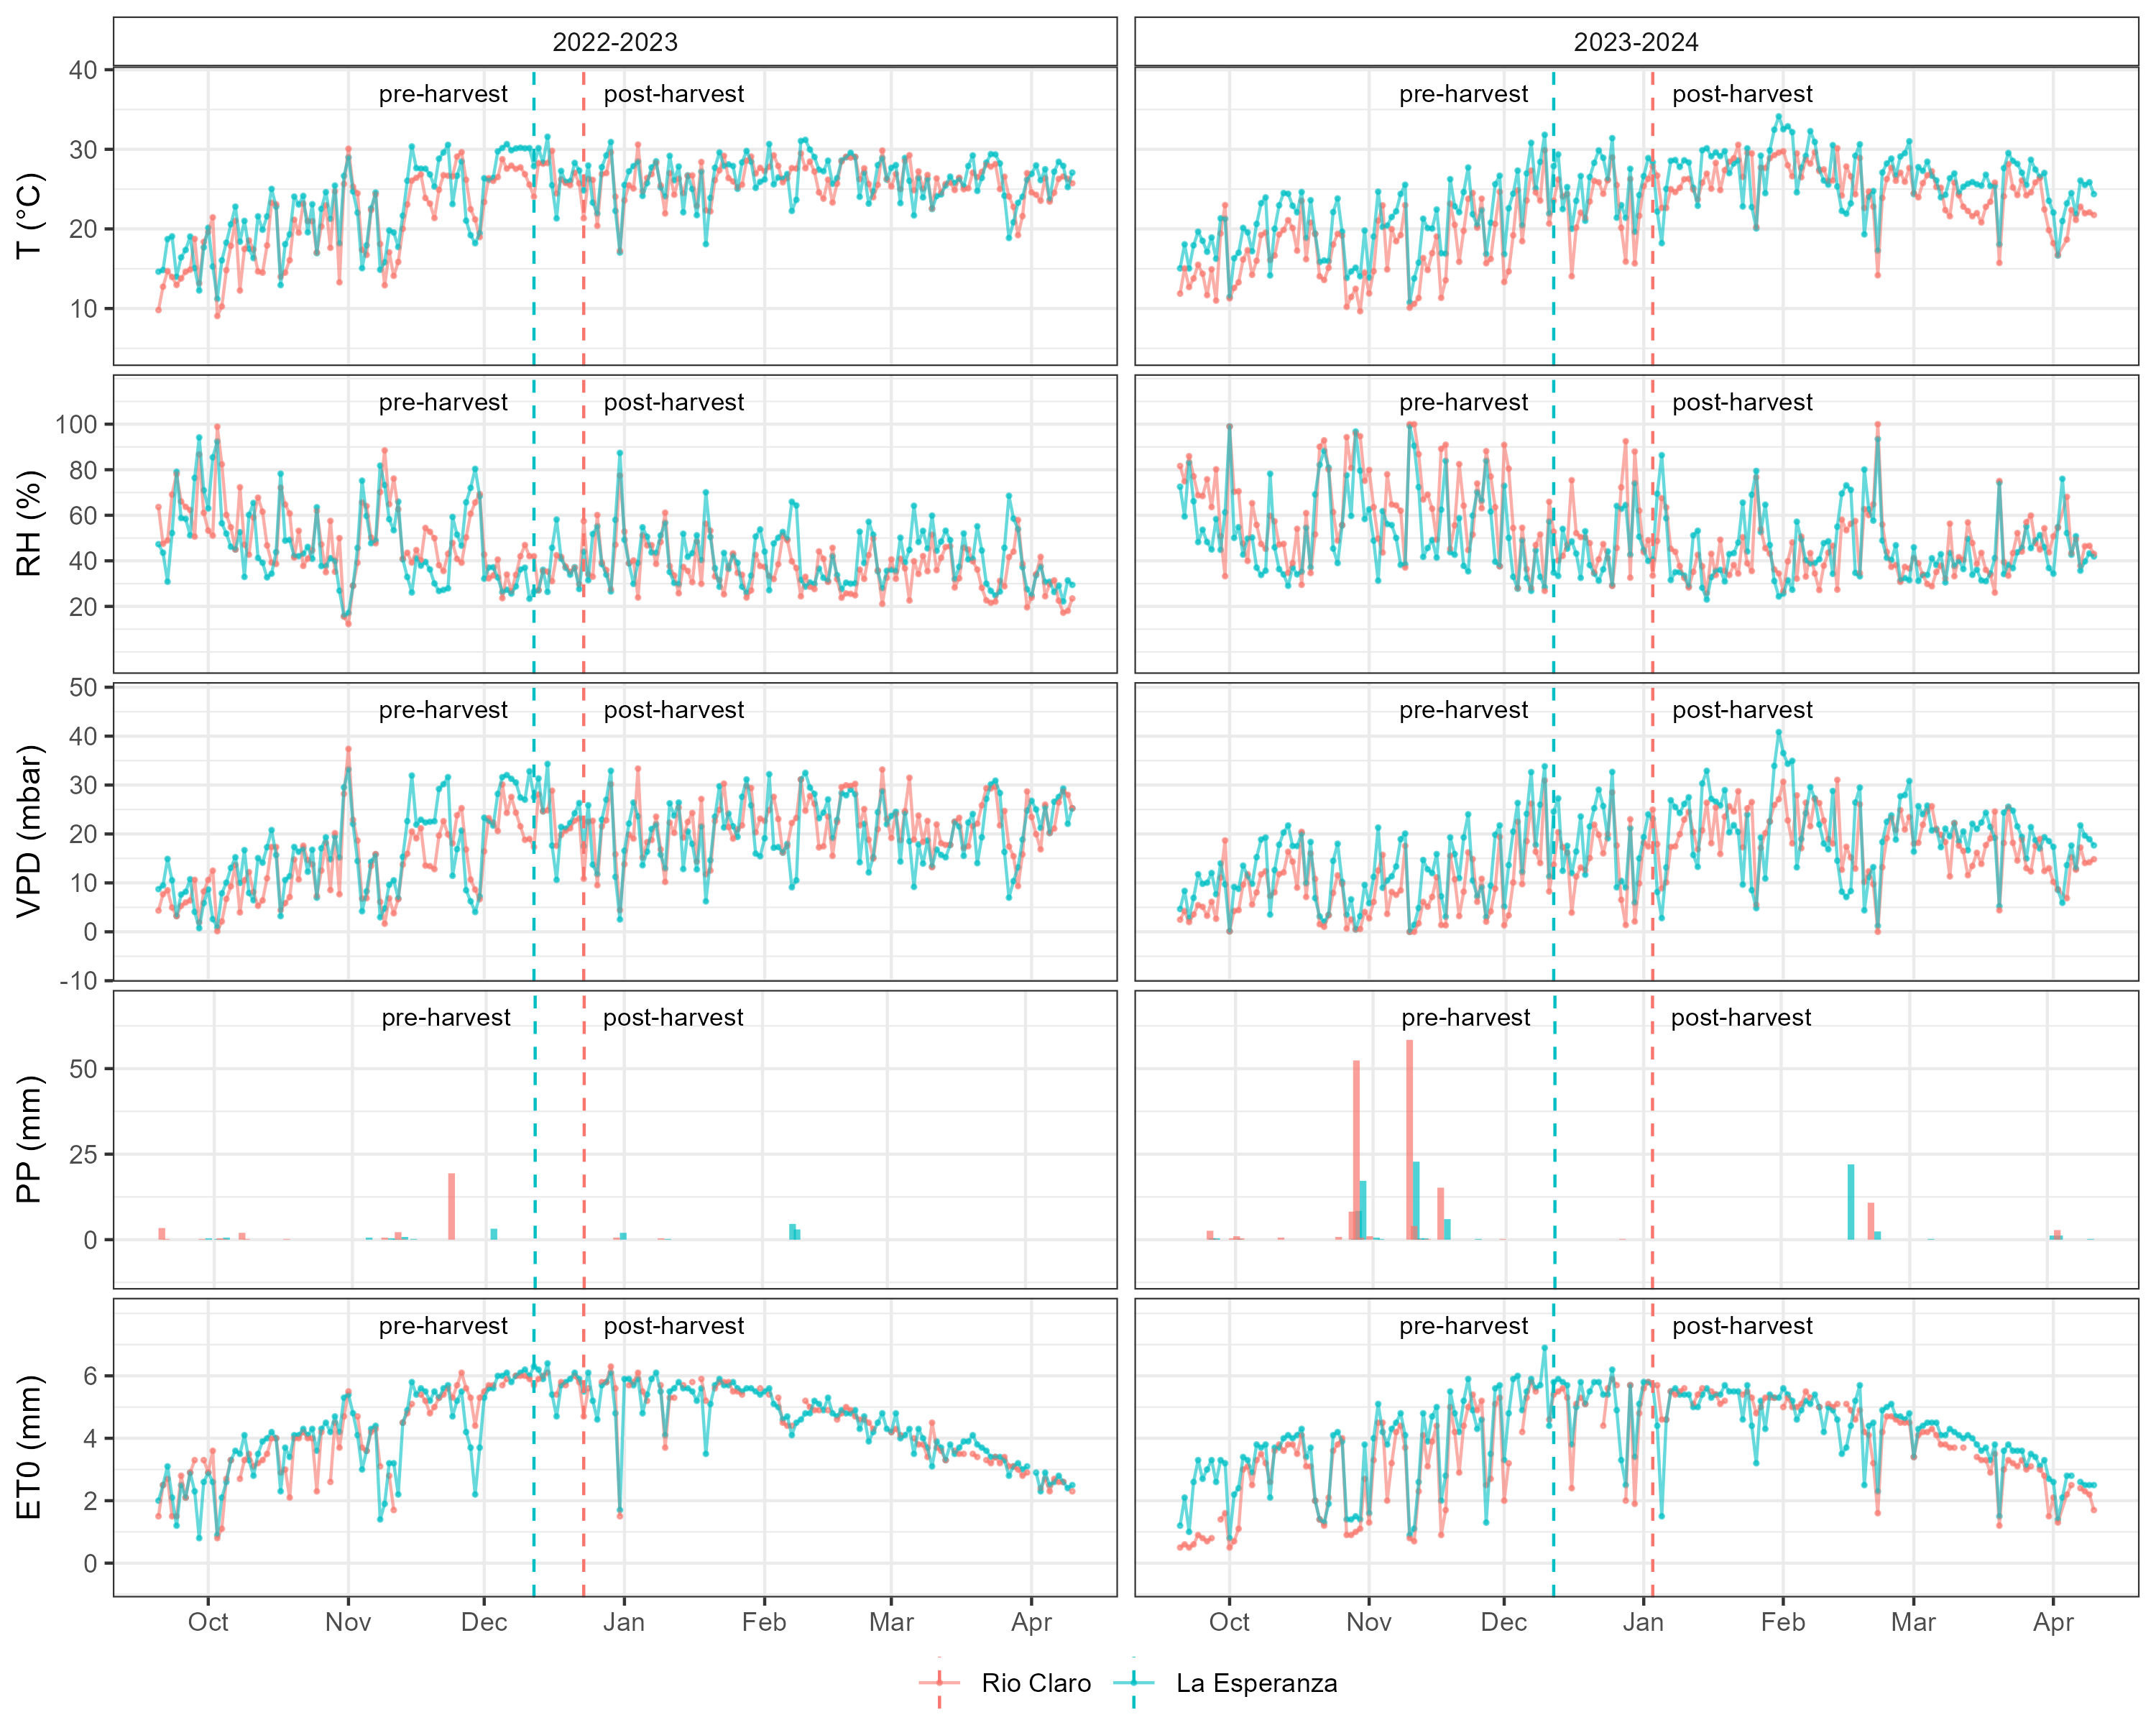 2022-2023
2023-2024
T (°C)
40
30
20
10
pre-harvest
post-harvest
pre-harvest
post-harvest
RH (%)
100
80
60
40
20
pre-harvest
post-harvest
pre-harvest
post-harvest
VPD (mbar)
50
40
30
20
10
0
-10
pre-harvest
post-harvest
pre-harvest
post-harvest
PP (mm)
50
25
0
pre-harvest
post-harvest
pre-harvest
post-harvest
ET0 (mm)
6
4
2
0
pre-harvest
post-harvest
pre-harvest
post-harvest
Oct Nov Dec Jan Feb Mar Apr
Oct Nov Dec Jan Feb Mar Apr
Rio Claro La Esperanza